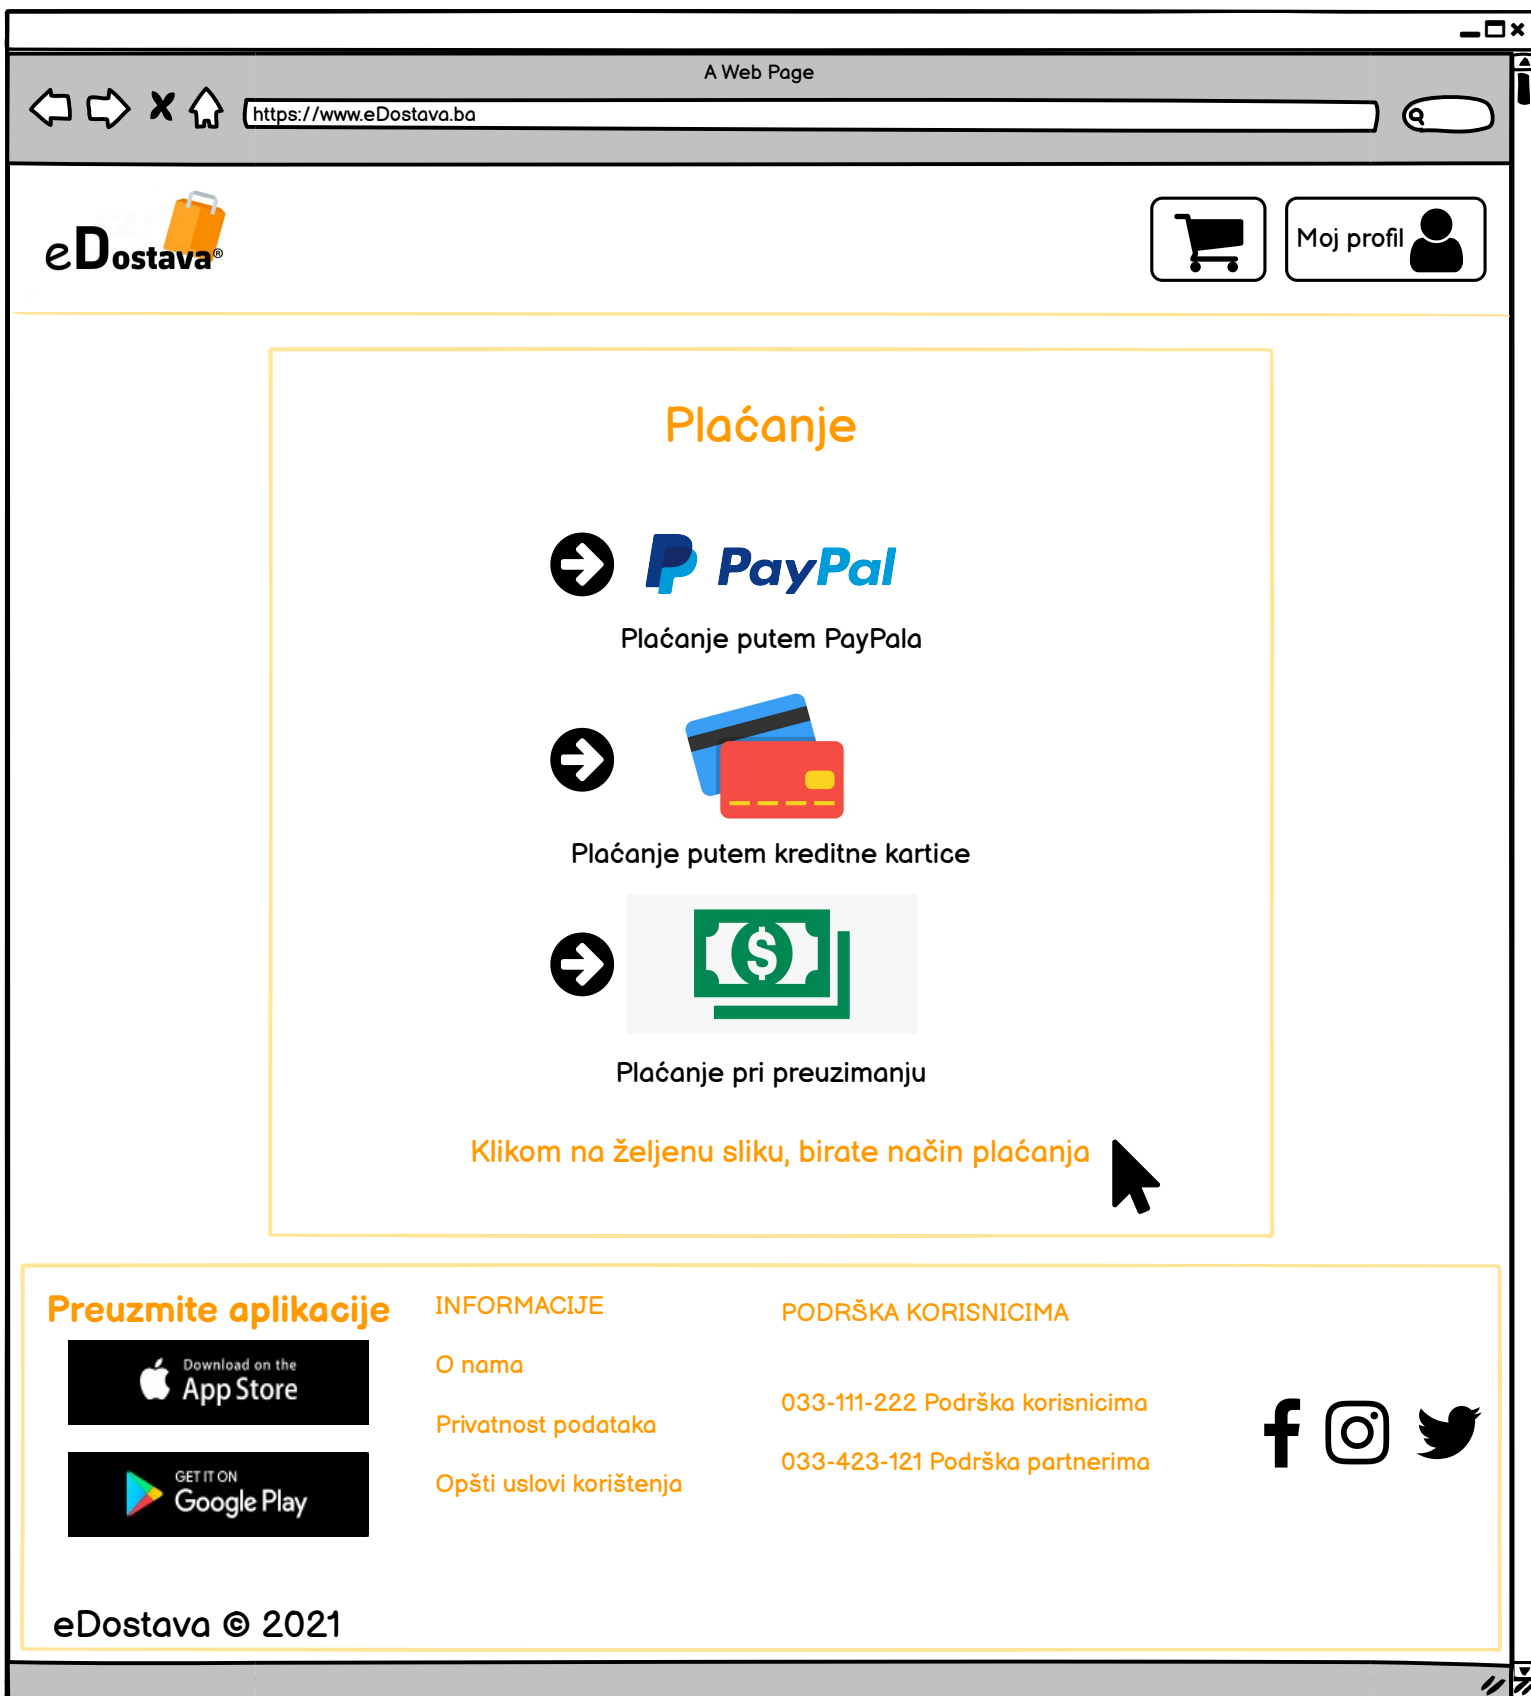 A Web Page
https://www.eDostava.ba
eDostava®
Moj profil
Plaćanje
PayPal
Plaćanje putem PayPala
Plaćanje putem kreditne kartice
$
Plaćanje pri preuzimanju
Klikom na željenu sliku, birate način plaćanja
Preuzmite aplikacije
Download on the
App Store
GET IT ON
Google Play
INFORMACIJE
O nama
Privatnost podataka
Opšti uslovi korištenja
PODRŠKA KORISNICIMA
033-111-222 Podrška korisnicima
033-423-121 Podrška partnerima
eDostava © 2021